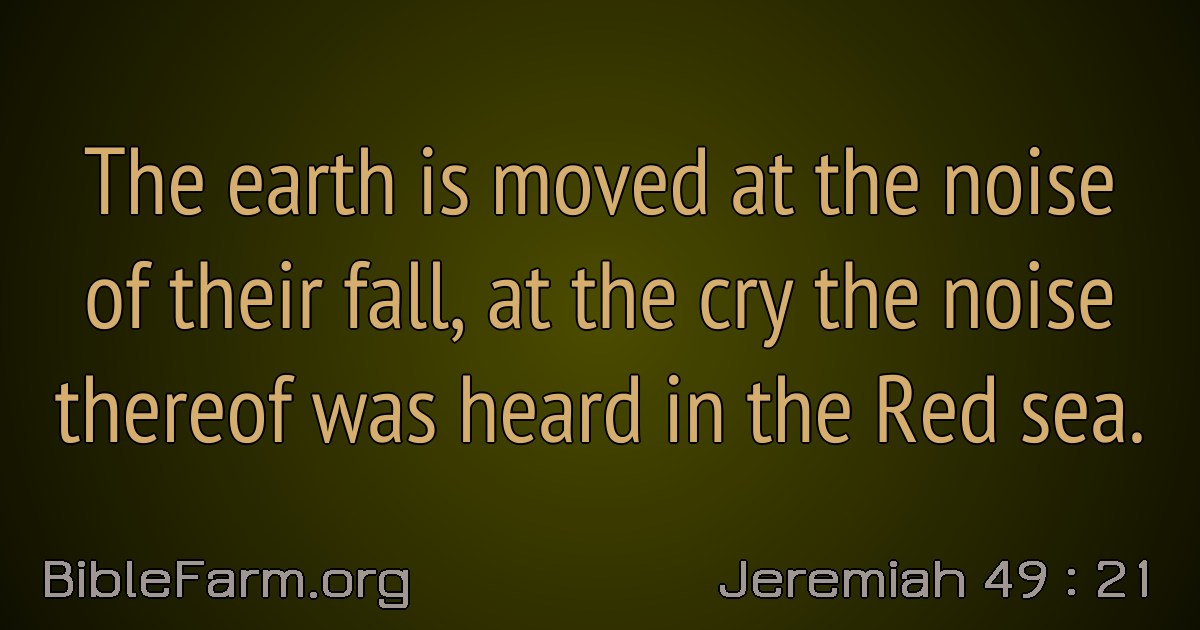 The earth is moved at the noise
of their fall, at the cry the noise
thereof was heard in the Red sea.
BibleFarm.org
Jeremiah 49 : 21